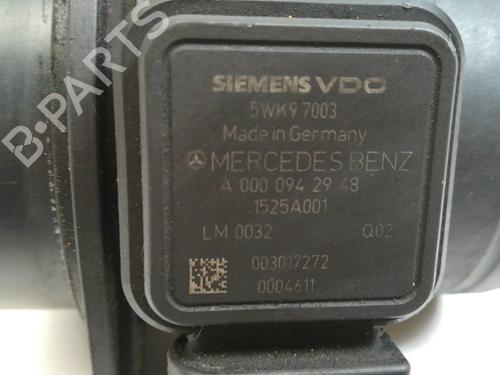 B-PARTS
SIEMENS VDO
5WK9 7003
Made in Germany
MERCEDES BENZ
A 000 094 29 48
1525A001
LM 0032 Q02
003017272
0004611